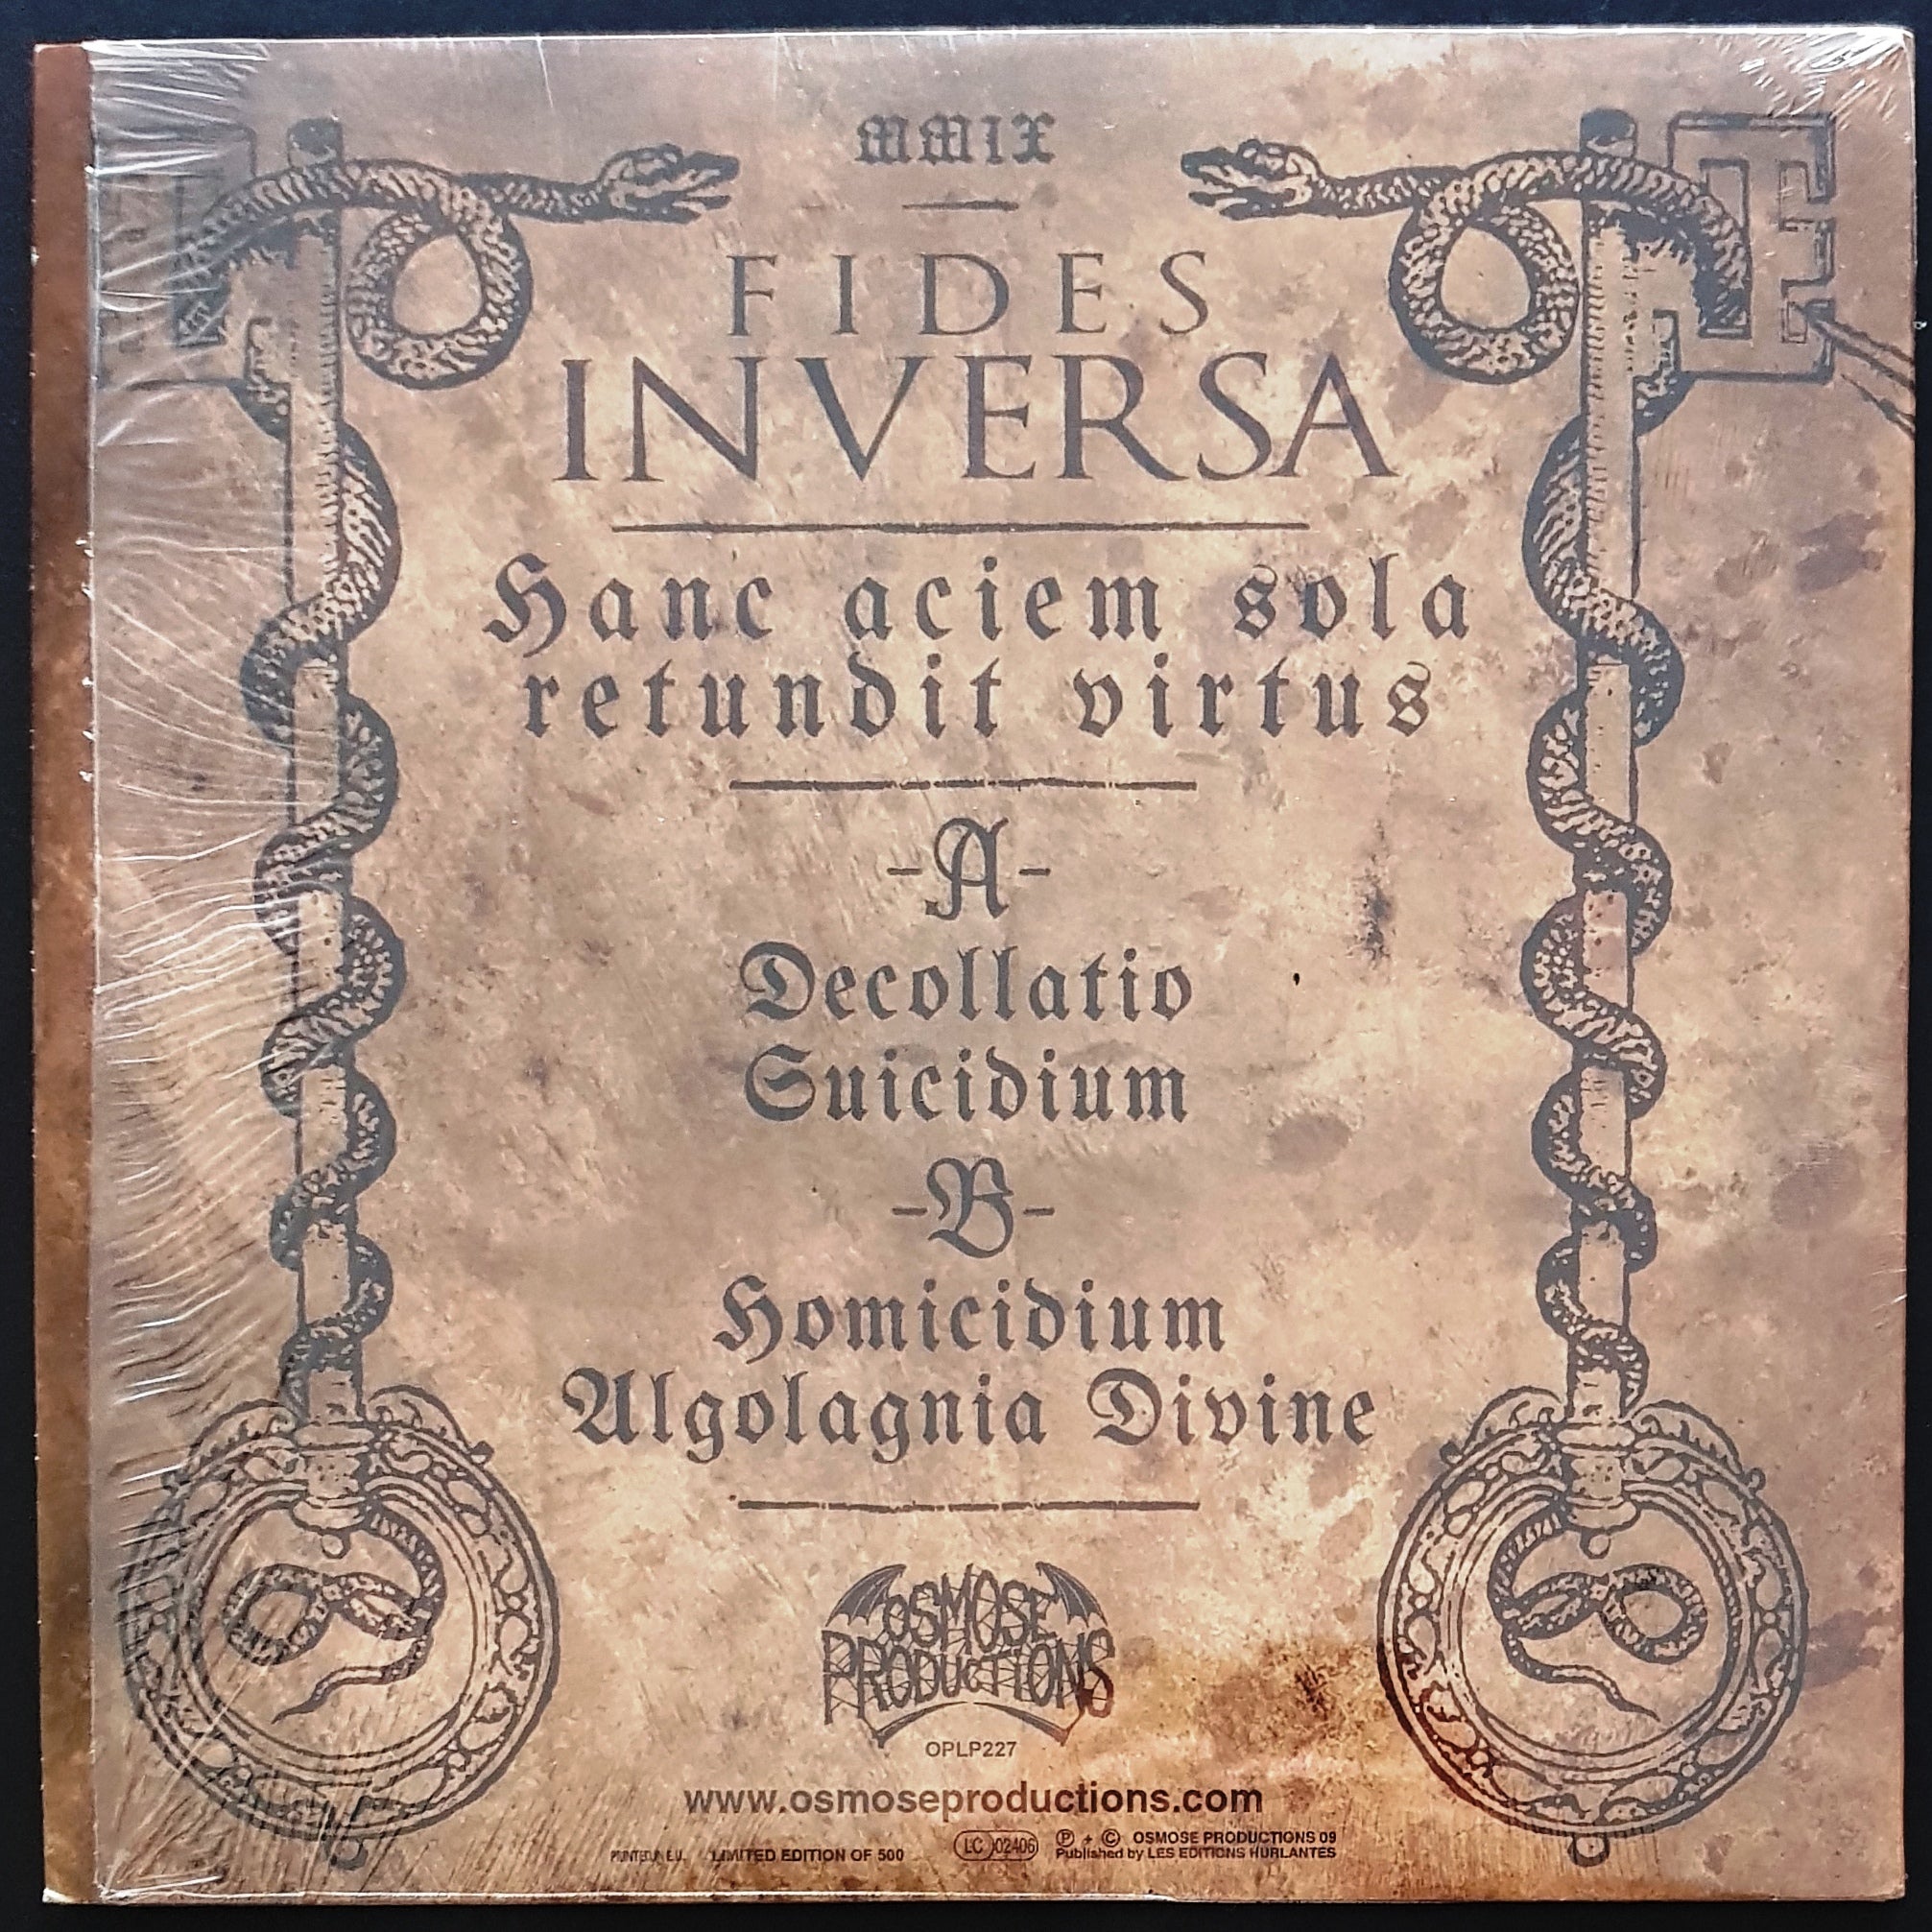 MMIX
FIDES
INVERSA
Hanc aciem sola
retundit virtus
-A-
Decollatio
Suicidium
-B-
Homicidium
Algolagnia Divine
OSMOSE
PRODUCTIONS
OPLP227
www.osmoseproductions.com
PRINTED IN E.U. LIMITED EDITION OF 500 LC 02406 Ⓟ + © OSMOSE PRODUCTIONS 09
Published by LES EDITIONS HURLANTES